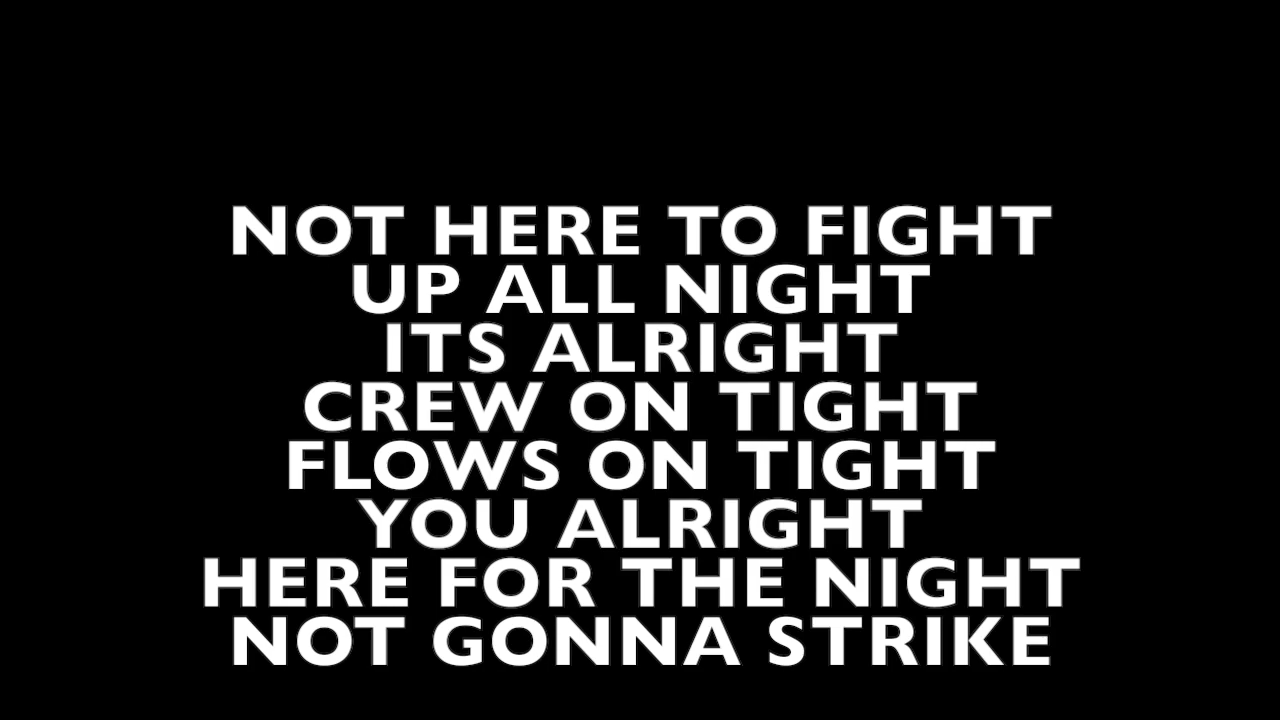 NOT HERE TO FIGHT
UP ALL NIGHT
ITS ALRIGHT
CREW ON TIGHT
FLOWS ON TIGHT
YOU ALRIGHT
HERE FOR THE NIGHT
NOT GONNA STRIKE